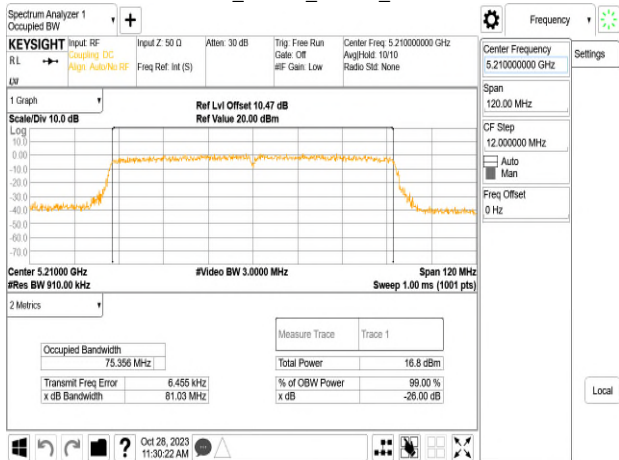 Spectrum Analyzer 1
Occupied BW
+
Frequency
KEYSIGHT
RL
Input: RF
Coupling: DC
Align: Auto/No RF
Input Z: 50 Ω
Freq Ref: Int (S)
Atten: 30 dB
Trig: Free Run
Gate: Off
#IF Gain: Low
Center Freq: 5.210000000 GHz
Avg|Hold: 10/10
Radio Std: None
Center Frequency
5.210000000 GHz
Settings
Span
120.00 MHz
CF Step
12.000000 MHz
Auto
Man
Freq Offset
0 Hz
Local
1 Graph
Scale/Div 10.0 dB
Ref Lvl Offset 10.47 dB
Ref Value 20.00 dBm
Log
10.0
0.00
-10.0
-20.0
-30.0
-40.0
-50.0
-60.0
-70.0
Center 5.21000 GHz
#Res BW 910.00 kHz
#Video BW 3.0000 MHz
Span 120 MHz
Sweep 1.00 ms (1001 pts)
2 Metrics
Measure Trace Trace 1
Occupied Bandwidth
75.356 MHz
Total Power 16.8 dBm
Transmit Freq Error 6.455 kHz
% of OBW Power 99.00 %
x dB Bandwidth 81.03 MHz
x dB -26.00 dB
?
Oct 28, 2023
11:30:22 AM